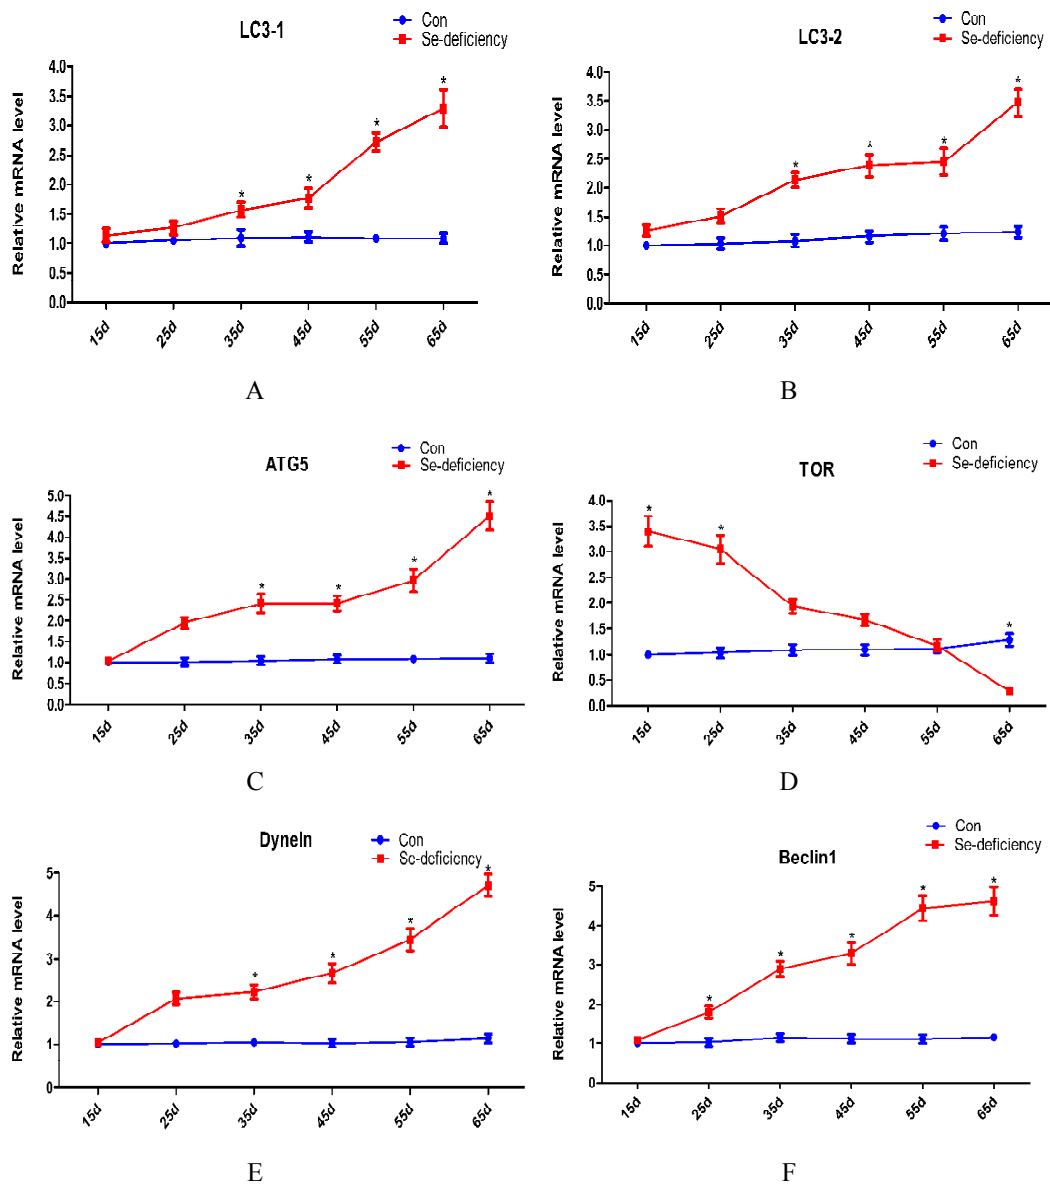 LC3-1
Con
Se-deficiency
Relative mRNA level
4.0
3.5
3.0
2.5
2.0
1.5
1.0
0.5
0.0
15d 25d 35d 45d 55d 65d
A
LC3-2
Con
Se-deficiency
Relative mRNA level
4.0
3.5
3.0
2.5
2.0
1.5
1.0
0.5
0.0
15d 25d 35d 45d 55d 65d
B
ATG5
Con
Se-deficiency
Relative mRNA level
5.0
4.5
4.0
3.5
3.0
2.5
2.0
1.5
1.0
0.5
0.0
15d 25d 35d 45d 55d 65d
C
TOR
Con
Se-deficiency
Relative mRNA level
4.0
3.5
3.0
2.5
2.0
1.5
1.0
0.5
0.0
15d 25d 35d 45d 55d 65d
D
Dynein
Con
Se-deficiency
Relative mRNA level
5
4
3
2
1
0
15d 25d 35d 45d 55d 65d
E
Beclin1
Con
Se-deficiency
Relative mRNA level
5
4
3
2
1
0
15d 25d 35d 45d 55d 65d
F